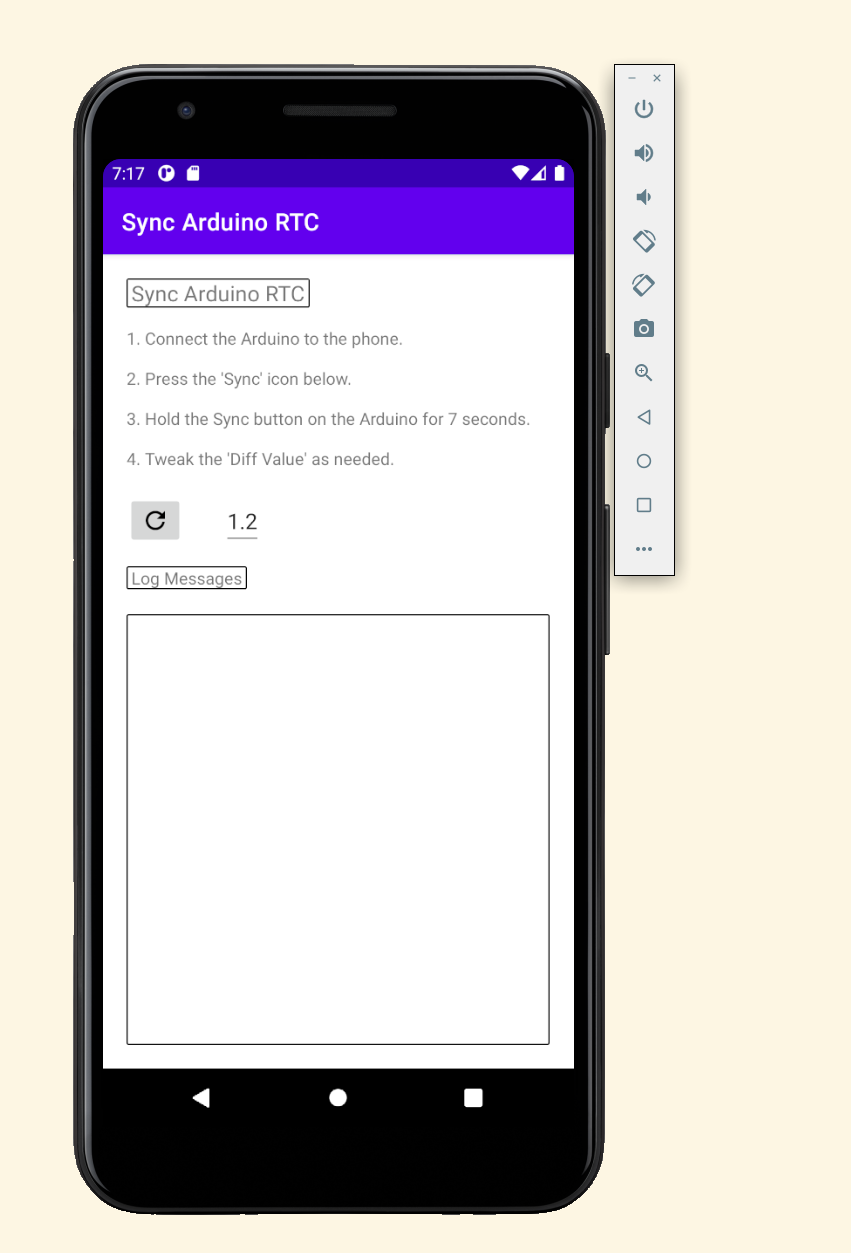 7:17
Sync Arduino RTC
Sync Arduino RTC
1. Connect the Arduino to the phone.
2. Press the 'Sync' icon below.
3. Hold the Sync button on the Arduino for 7 seconds.
4. Tweak the 'Diff Value' as needed.
1.2
Log Messages